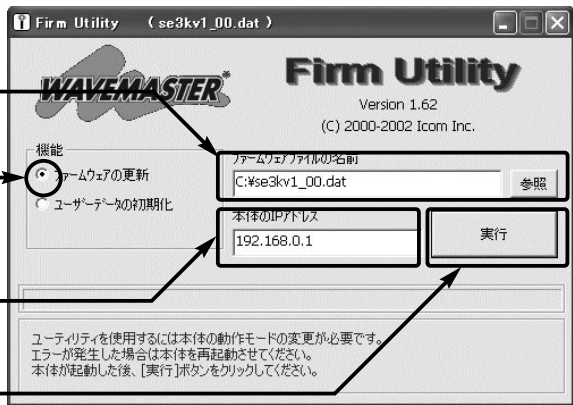 Firm Utility ( se3kv1_00.dat )
WAVEMASTER
Firm Utility
Version 1.62
(C) 2000-2002 Icom Inc.
機能
ファームウェアの更新
ユーザーデータの初期化
ファームウェアファイルの名前
C:¥se3kv1_00.dat
参照
本体のIPアドレス
192.168.0.1
実行
ユーティリティを使用するには本体の動作モードの変更が必要です。
エラーが発生した場合は本体を再起動させてください。
本体が起動した後、[実行]ボタンをクリックしてください。